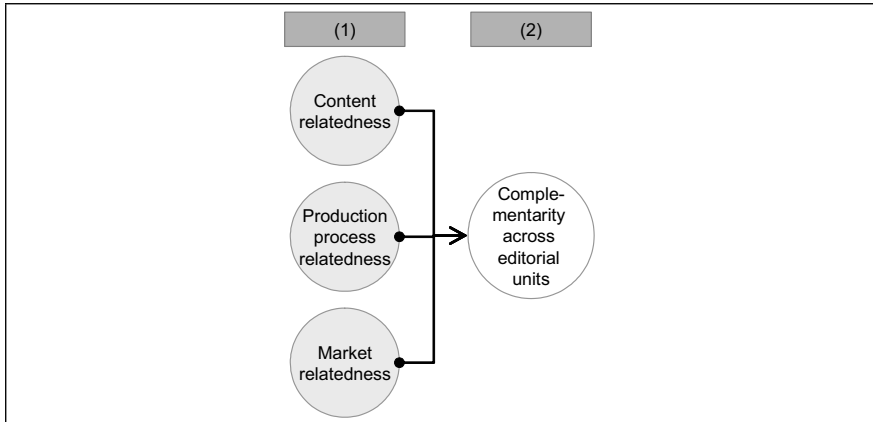 (1)
(2)
Content
relatedness
Production
process
relatedness
Comple-
mentarity
across
editorial
units
Market
relatedness